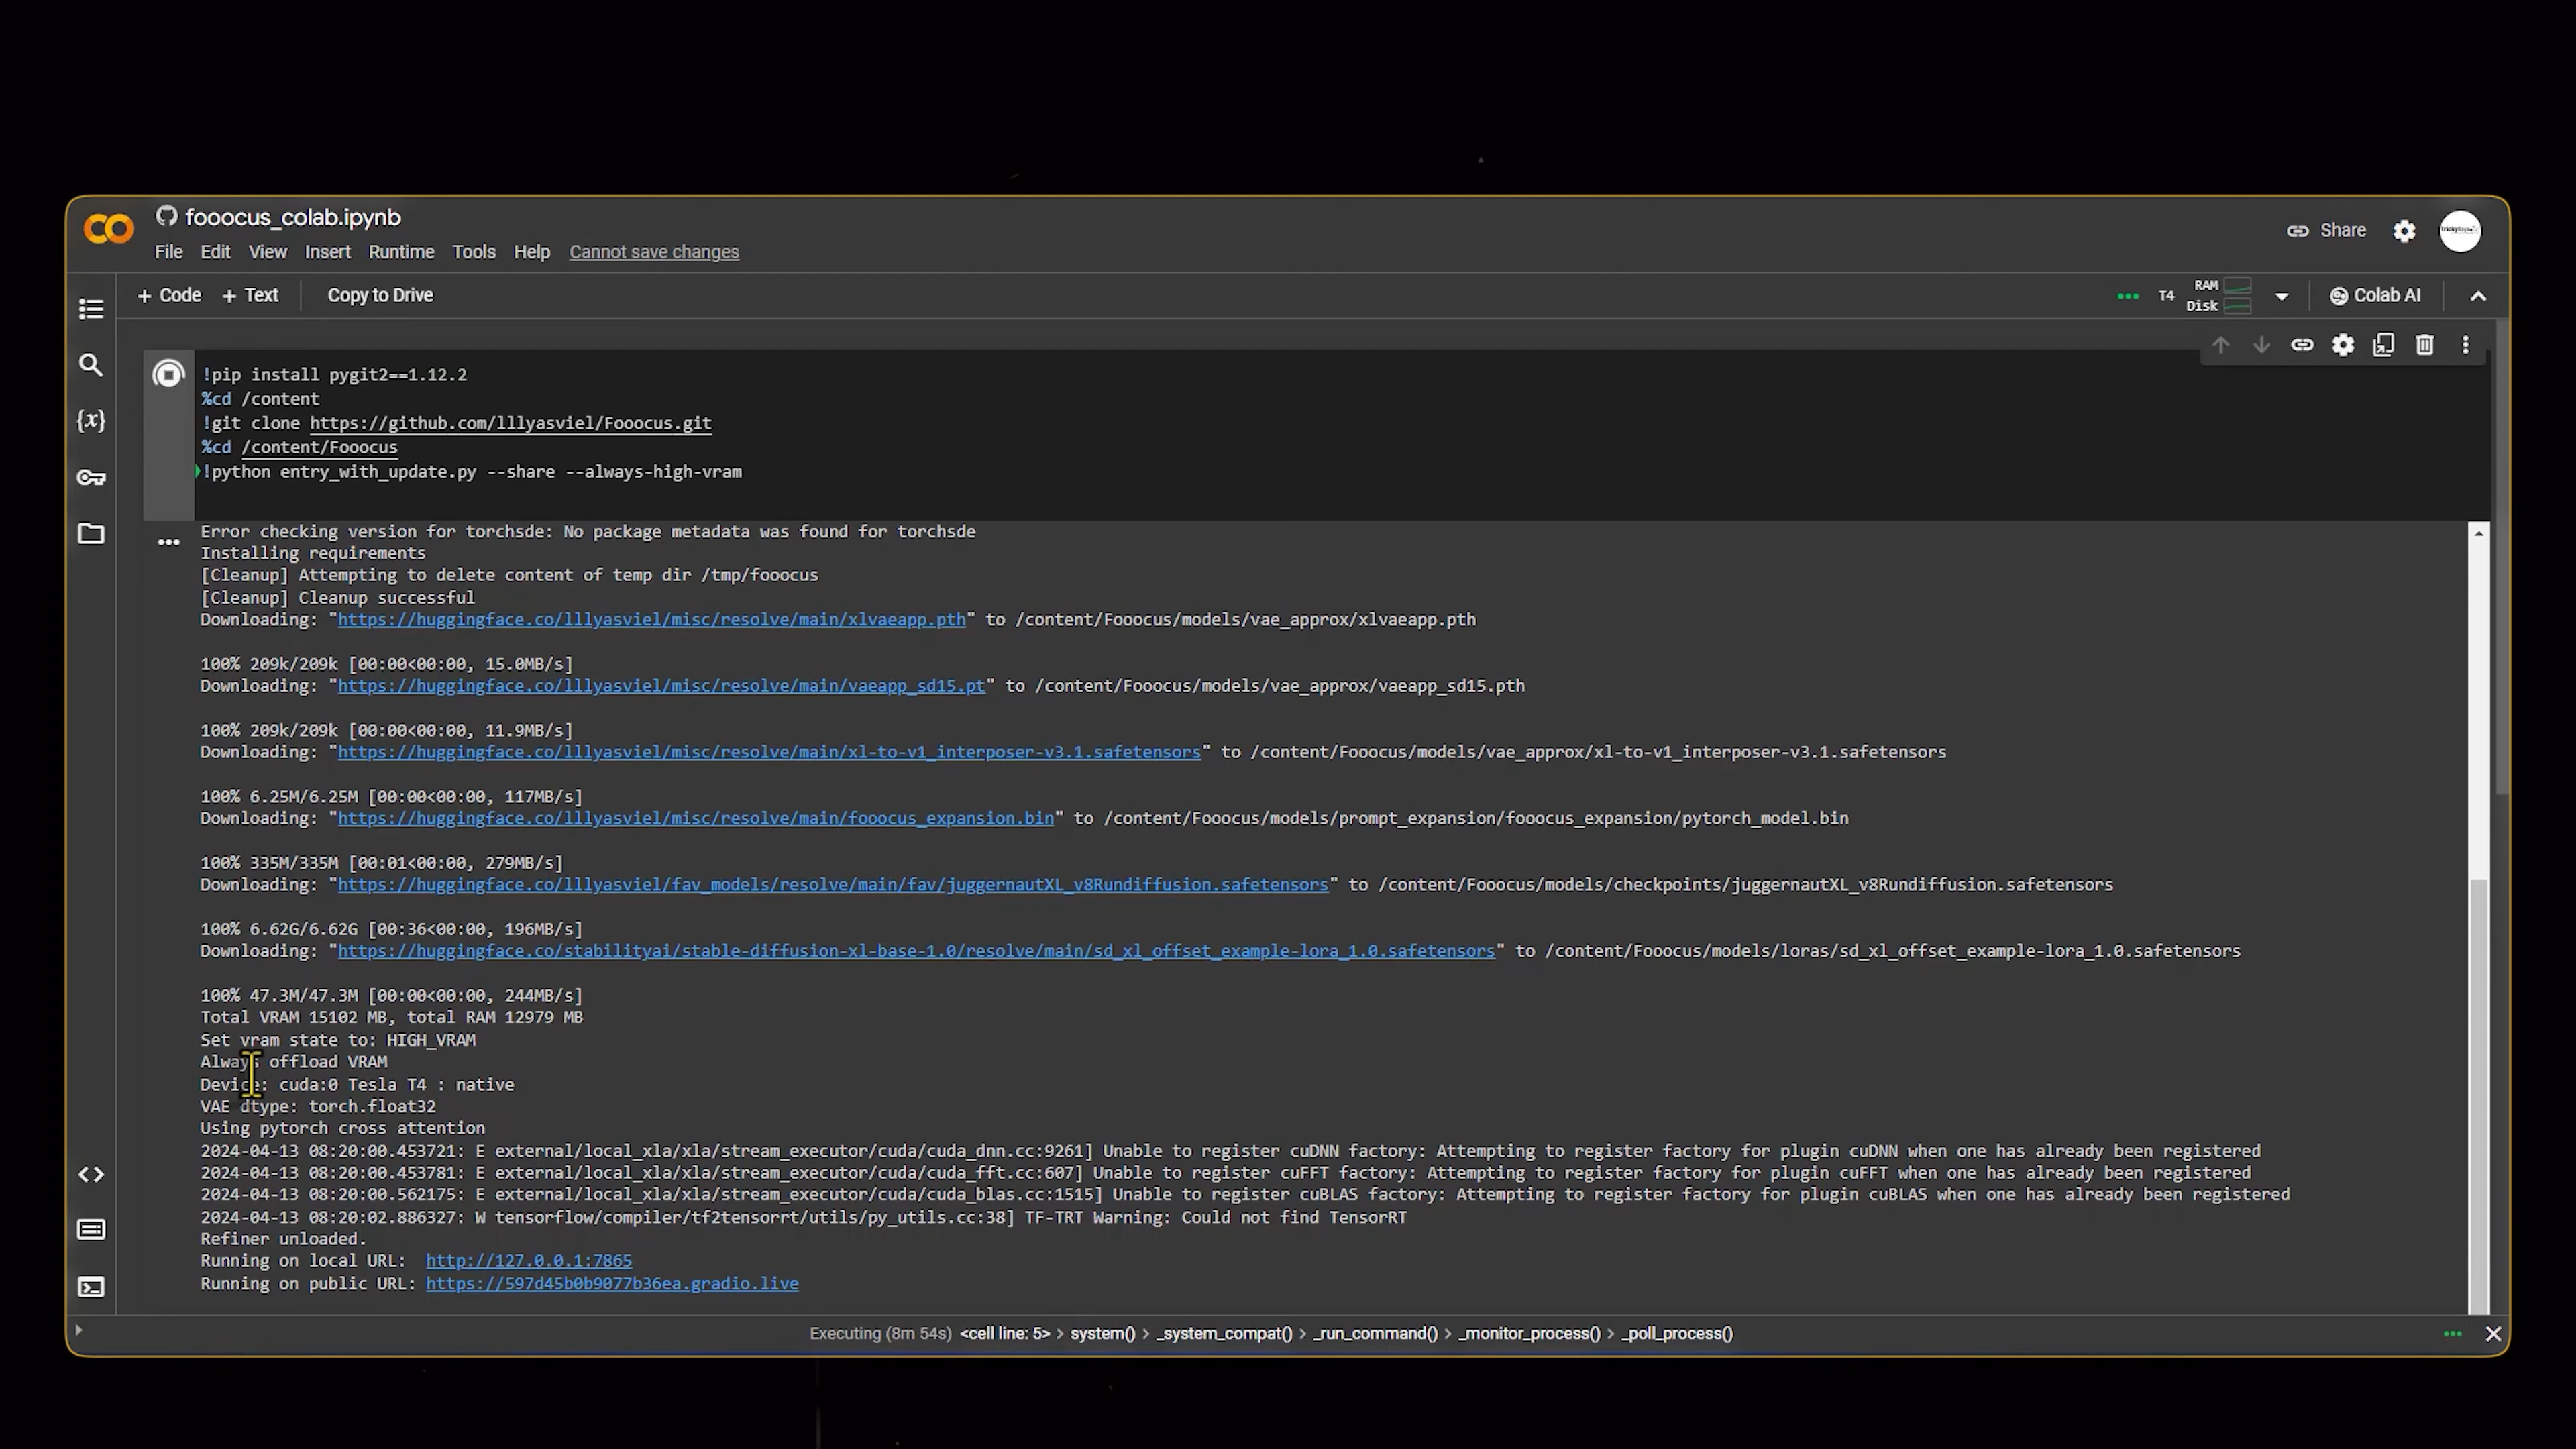 fooocus_colab.ipynb
File Edit View Insert Runtime Tools Help Cannot save changes
Share
+ Code + Text Copy to Drive
T4 RAM Disk Colab AI
!pip install pygit2==1.12.2
%cd /content
!git clone https://github.com/lllyasviel/Fooocus.git
%cd /content/Fooocus
!python entry_with_update.py --share --always-high-vram
Error checking version for torchsde: No package metadata was found for torchsde
Installing requirements
[Cleanup] Attempting to delete content of temp dir /tmp/fooocus
[Cleanup] Cleanup successful
Downloading: "https://huggingface.co/lllyasviel/misc/resolve/main/xlvaeapp.pth" to /content/Fooocus/models/vae_approx/xlvaeapp.pth
100% 209k/209k [00:00<00:00, 15.0MB/s]
Downloading: "https://huggingface.co/lllyasviel/misc/resolve/main/vaeapp_sd15.pt" to /content/Fooocus/models/vae_approx/vaeapp_sd15.pth
100% 209k/209k [00:00<00:00, 11.9MB/s]
Downloading: "https://huggingface.co/lllyasviel/misc/resolve/main/xl-to-v1_interposer-v3.1.safetensors" to /content/Fooocus/models/vae_approx/xl-to-v1_interposer-v3.1.safetensors
100% 6.25M/6.25M [00:00<00:00, 117MB/s]
Downloading: "https://huggingface.co/lllyasviel/misc/resolve/main/fooocus_expansion.bin" to /content/Fooocus/models/prompt_expansion/fooocus_expansion/pytorch_model.bin
100% 335M/335M [00:01<00:00, 279MB/s]
Downloading: "https://huggingface.co/lllyasviel/fav_models/resolve/main/fav/juggernautXL_v8Rundiffusion.safetensors" to /content/Fooocus/models/checkpoints/juggernautXL_v8Rundiffusion.safetensors
100% 6.62G/6.62G [00:36<00:00, 196MB/s]
Downloading: "https://huggingface.co/stabilityai/stable-diffusion-xl-base-1.0/resolve/main/sd_xl_offset_example-lora_1.0.safetensors" to /content/Fooocus/models/loras/sd_xl_offset_example-lora_1.0.safetensors
100% 47.3M/47.3M [00:00<00:00, 244MB/s]
Total VRAM 15102 MB, total RAM 12979 MB
Set vram state to: HIGH_VRAM
Always offload VRAM
Device: cuda:0 Tesla T4 : native
VAE dtype: torch.float32
Using pytorch cross attention
2024-04-13 08:20:00.453721: E external/local_xla/xla/stream_executor/cuda/cuda_dnn.cc:9261] Unable to register cuDNN factory: Attempting to register factory for plugin cuDNN when one has already been registered
2024-04-13 08:20:00.453781: E external/local_xla/xla/stream_executor/cuda/cuda_fft.cc:607] Unable to register cuFFT factory: Attempting to register factory for plugin cuFFT when one has already been registered
2024-04-13 08:20:00.562175: E external/local_xla/xla/stream_executor/cuda/cuda_blas.cc:1515] Unable to register cuBLAS factory: Attempting to register factory for plugin cuBLAS when one has already been registered
2024-04-13 08:20:02.886327: W tensorflow/compiler/tf2tensorrt/utils/py_utils.cc:38] TF-TRT Warning: Could not find TensorRT
Refiner unloaded.
Running on local URL: http://127.0.0.1:7865
Running on public URL: https://597d45b0b9077b36ea.gradio.live
Executing (8m 54s) <cell line: 5> > system() > _system_compat() > _run_command() > _monitor_process() > _poll_process()